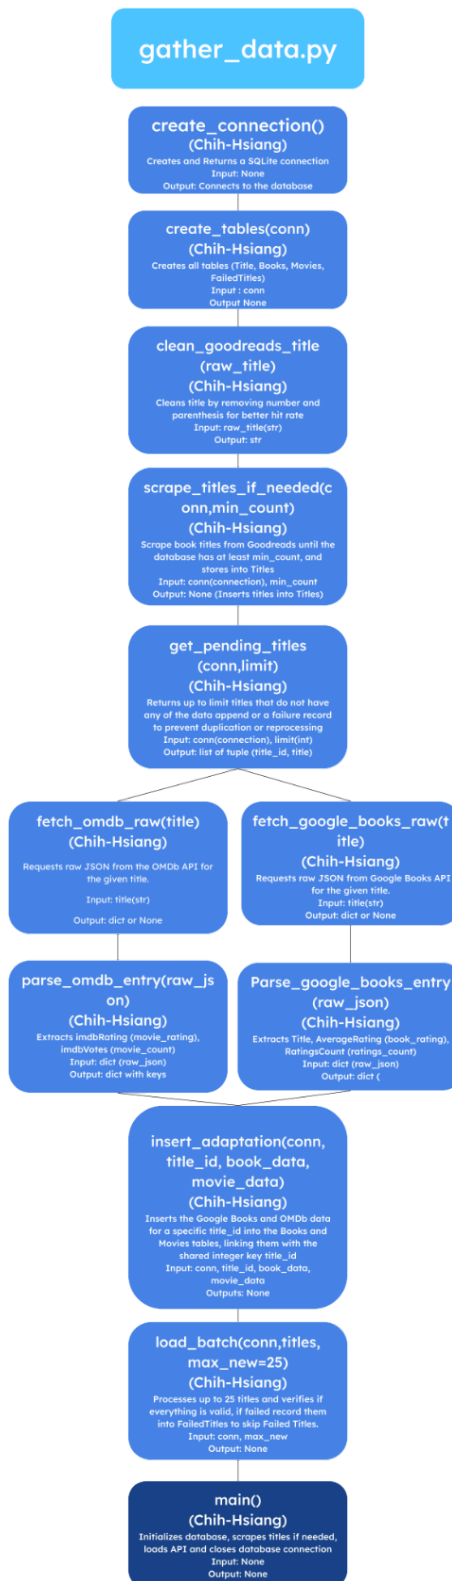 gather_data.py
create_connection()
(Chih-Hsiang)
Creates and Returns a SQLite connection
Input: None
Output: Connects to the database
create_tables(conn)
(Chih-Hsiang)
Creates all tables (Title, Books, Movies,
FailedTitles)
Input : conn
Output None
clean_goodreads_title
(raw_title)
(Chih-Hsiang)
Cleans title by removing number and
parenthesis for better hit rate
Input: raw_title(str)
Output: str
scrape_titles_if_needed(c
onn,min_count)
(Chih-Hsiang)
Scrape book titles from Goodreads until the
database has at least min_count, and
stores into Titles
Input: conn(connection), min_count
Output: None (Inserts titles into Titles)
get_pending_titles
(conn,limit)
(Chih-Hsiang)
Returns up to limit titles that do not have
any of the data append or a failure record
to prevent duplication or reprocessing
Input: conn(connection), limit(int)
Output: list of tuple (title_id, title)
fetch_omdb_raw(title)
(Chih-Hsiang)
Requests raw JSON from the OMDb API for
the given title.
Input: title(str)
Output: dict or None
fetch_google_books_raw(t
itle)
(Chih-Hsiang)
Requests raw JSON from Google Books API
for the given title.
Input: title(str)
Output: dict or None
parse_omdb_entry(raw_js
on)
(Chih-Hsiang)
Extracts imdbRating (movie_rating),
imdbVotes (movie_count)
Input: dict (raw_json)
Output: dict with keys
Parse_google_books_entry
(raw_json)
(Chih-Hsiang)
Extracts Title, AverageRating (book_rating),
RatingsCount (ratings_count)
Input: dict (raw_json)
Output: dict (
insert_adaptation(conn,
title_id, book_data,
movie_data)
(Chih-Hsiang)
Inserts the Google Books and OMDb data
for a specific title_id into the Books and
Movies tables, linking them with the
shared integer key title_id
Input: conn, title_id, book_data,
movie_data
Outputs: None
load_batch(conn,titles,
max_new=25)
(Chih-Hsiang)
Processes up to 25 titles and verifies if
everything is valid, if failed record them
into FailedTitles to skip Failed Titles.
Input: conn, max_new
Output: None
main()
(Chih-Hsiang)
Initializes database, scrapes titles if needed,
loads API and closes database connection
Input: None
Output: None